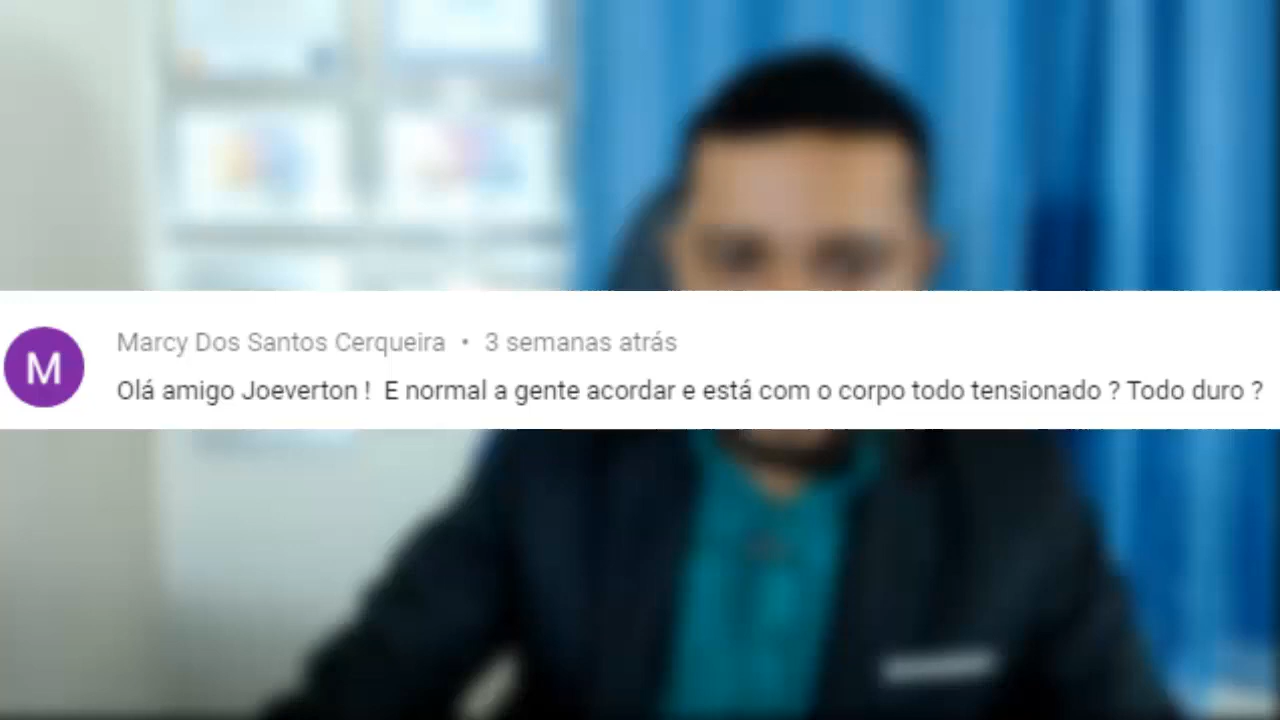 M
Marcy Dos Santos Cerqueira • 3 semanas atrás
Olá amigo Joeverton ! E normal a gente acordar e está com o corpo todo tensionado ? Todo duro ?